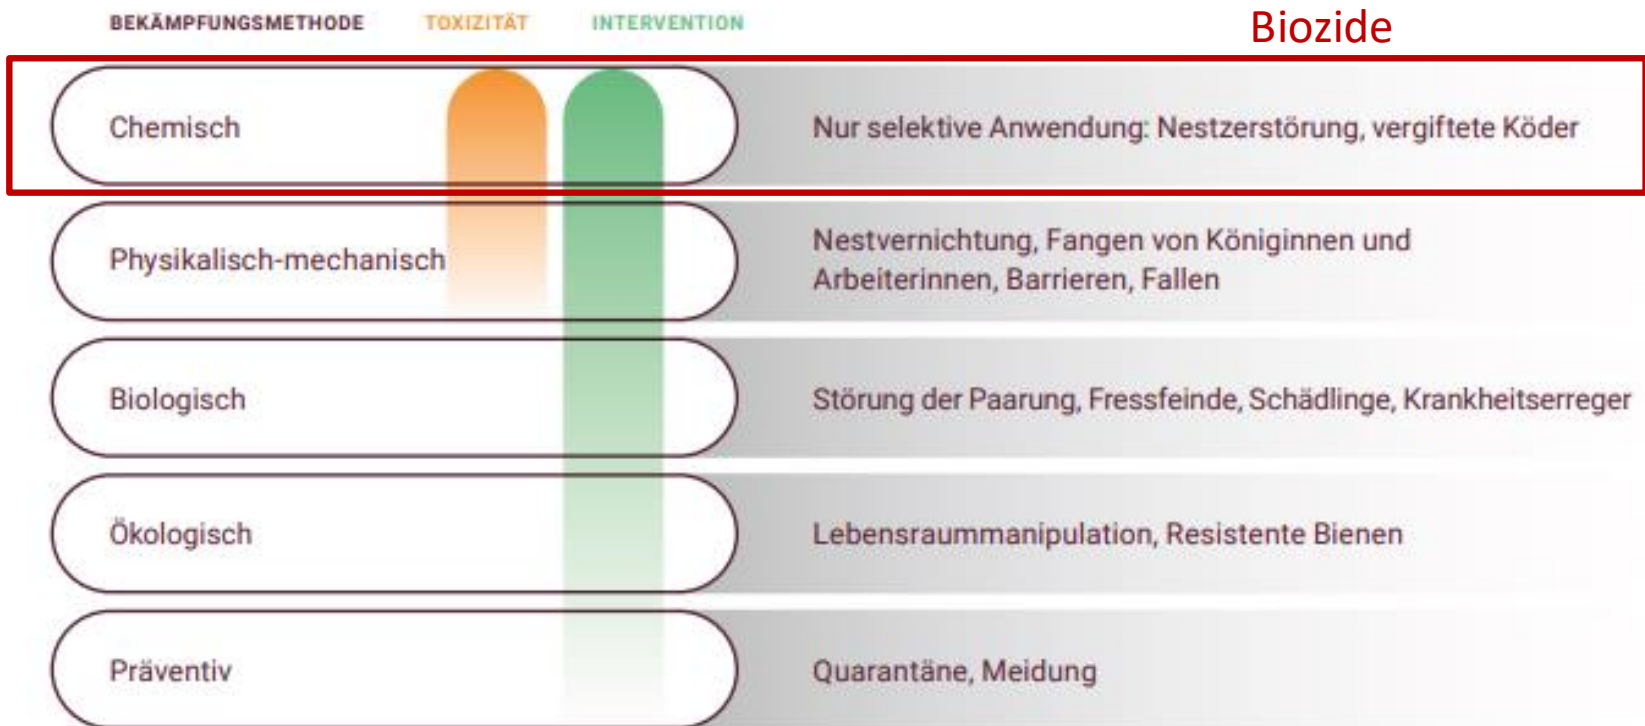 BEKÄMPFUNGSMETHODE TOXIZITÄT INTERVENTION Biozide
Chemisch Nur selektive Anwendung: Nestzerstörung, vergiftete Köder
Physikalisch-mechanisch Nestvernichtung, Fangen von Königinnen und
Arbeiterinnen, Barrieren, Fallen
Biologisch Störung der Paarung, Fressfeinde, Schädlinge, Krankheitserreger
Ökologisch Lebensraummanipulation, Resistente Bienen
Präventiv Quarantäne, Meidung